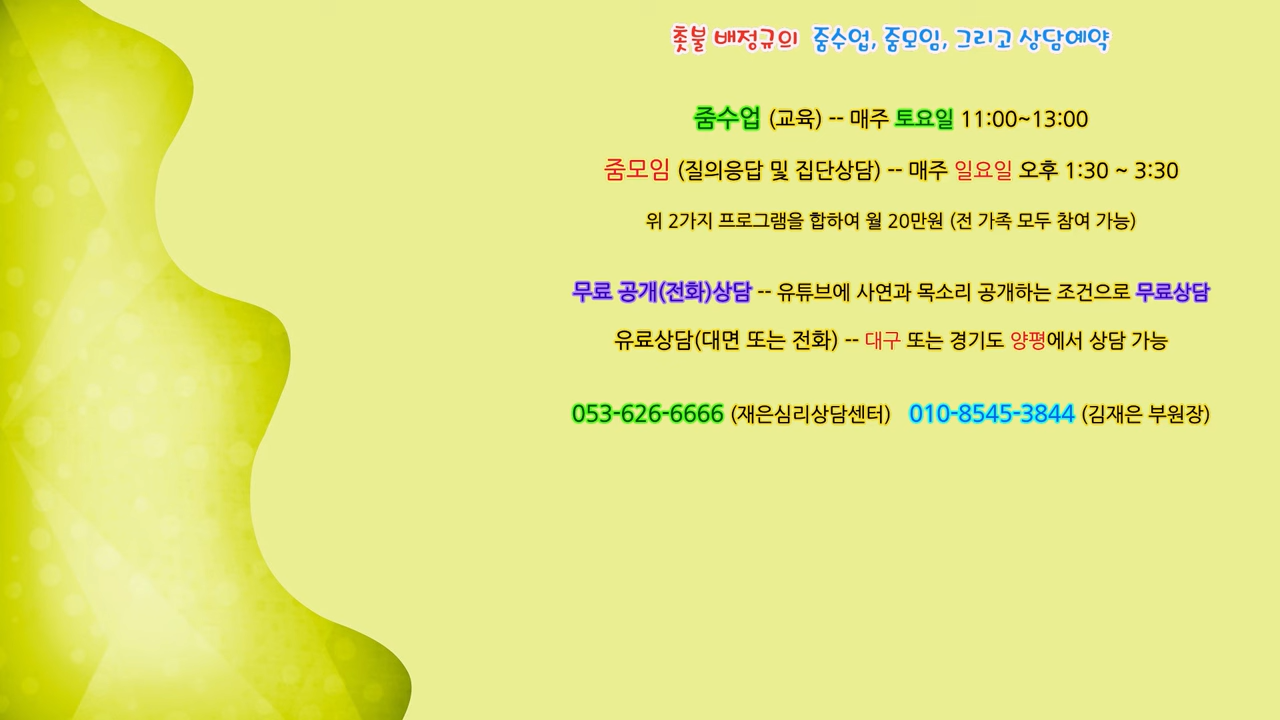 촛불 배정규의 줌수업, 줌모임, 그리고 상담예약
줌수업 (교육) -- 매주 토요일 11:00~13:00
줌모임 (질의응답 및 집단상담) -- 매주 일요일 오후 1:30 ~ 3:30
위 2가지 프로그램을 합하여 월 20만원 (전 가족 모두 참여 가능)
무료 공개(전화)상담 -- 유튜브에 사연과 목소리 공개하는 조건으로 무료상담
유료상담(대면 또는 전화) -- 대구 또는 경기도 양평에서 상담 가능
053-626-6666 (재은심리상담센터) 010-8545-3844 (김재은 부원장)